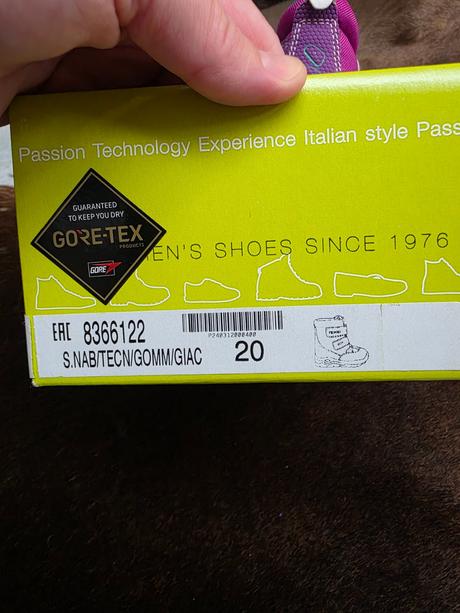 Passion Technology Experience Italian style Pass
GUARANTEED
TO KEEP YOU DRY
GORE-TEX
PRODUCTS
GORE
EN'S SHOES SINCE 1976
EAC 8366122
P240312000400
S.NAB/TECN/GOMM/GIAC 20